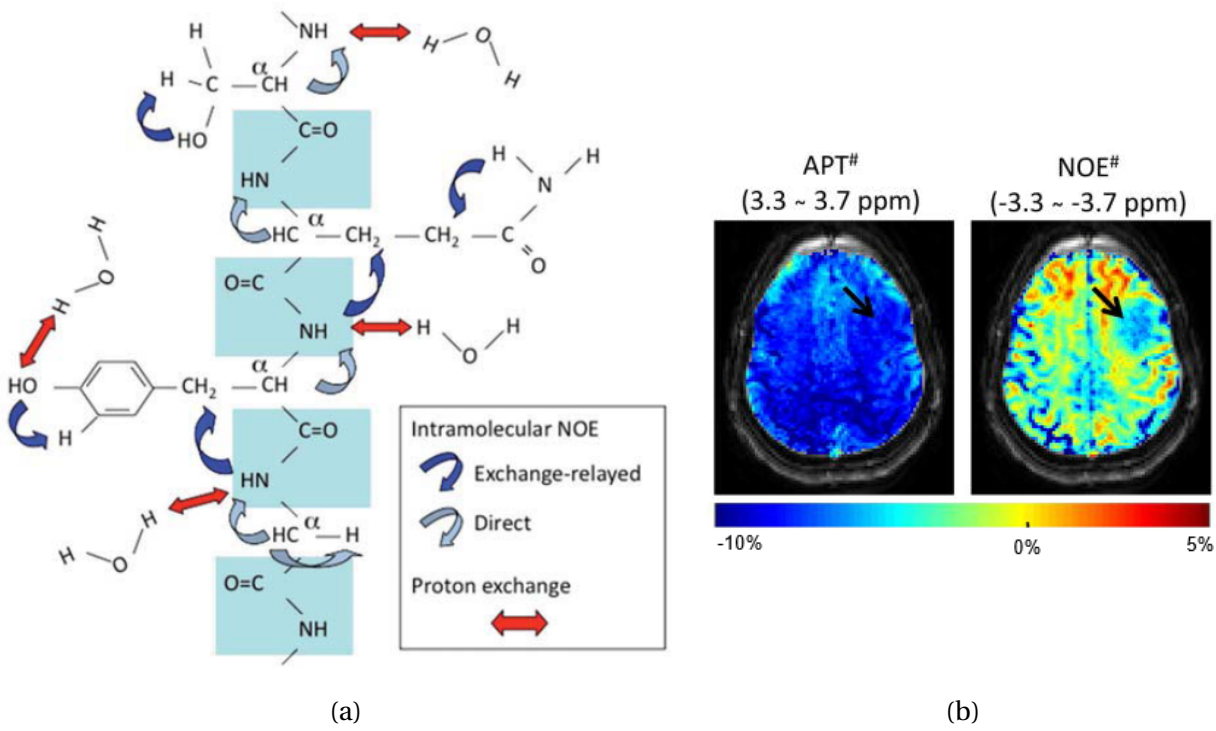 NH
H
O
H
H
α
H
C
CH
HO
C=O
HN
H
H
N
α
HC
CH₂
CH₂
C
O
O=C
NH
H
H
O
H
O
H
HO
CH₂
α
CH
H
C=O
HN
H
H
O
α
HC
H
O=C
NH
Intramolecular NOE
Exchange-relayed
Direct
Proton exchange
APT#
(3.3 ~ 3.7 ppm)
NOE#
(-3.3 ~ -3.7 ppm)
-10%
0%
5%
(a)
(b)